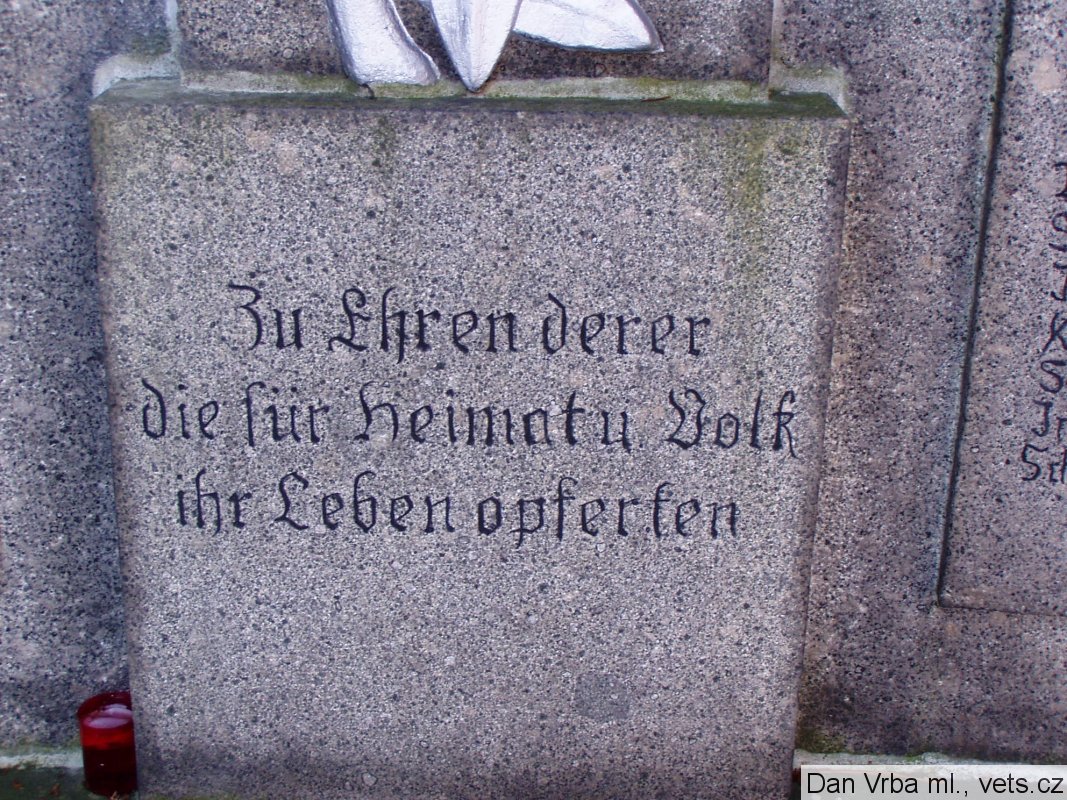 Zu Ehren derer
die für Heimat u Volk
ihr Leben opferten
Dan Vrba ml., vets.cz